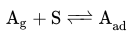 A_g + S ⇌ A_ad